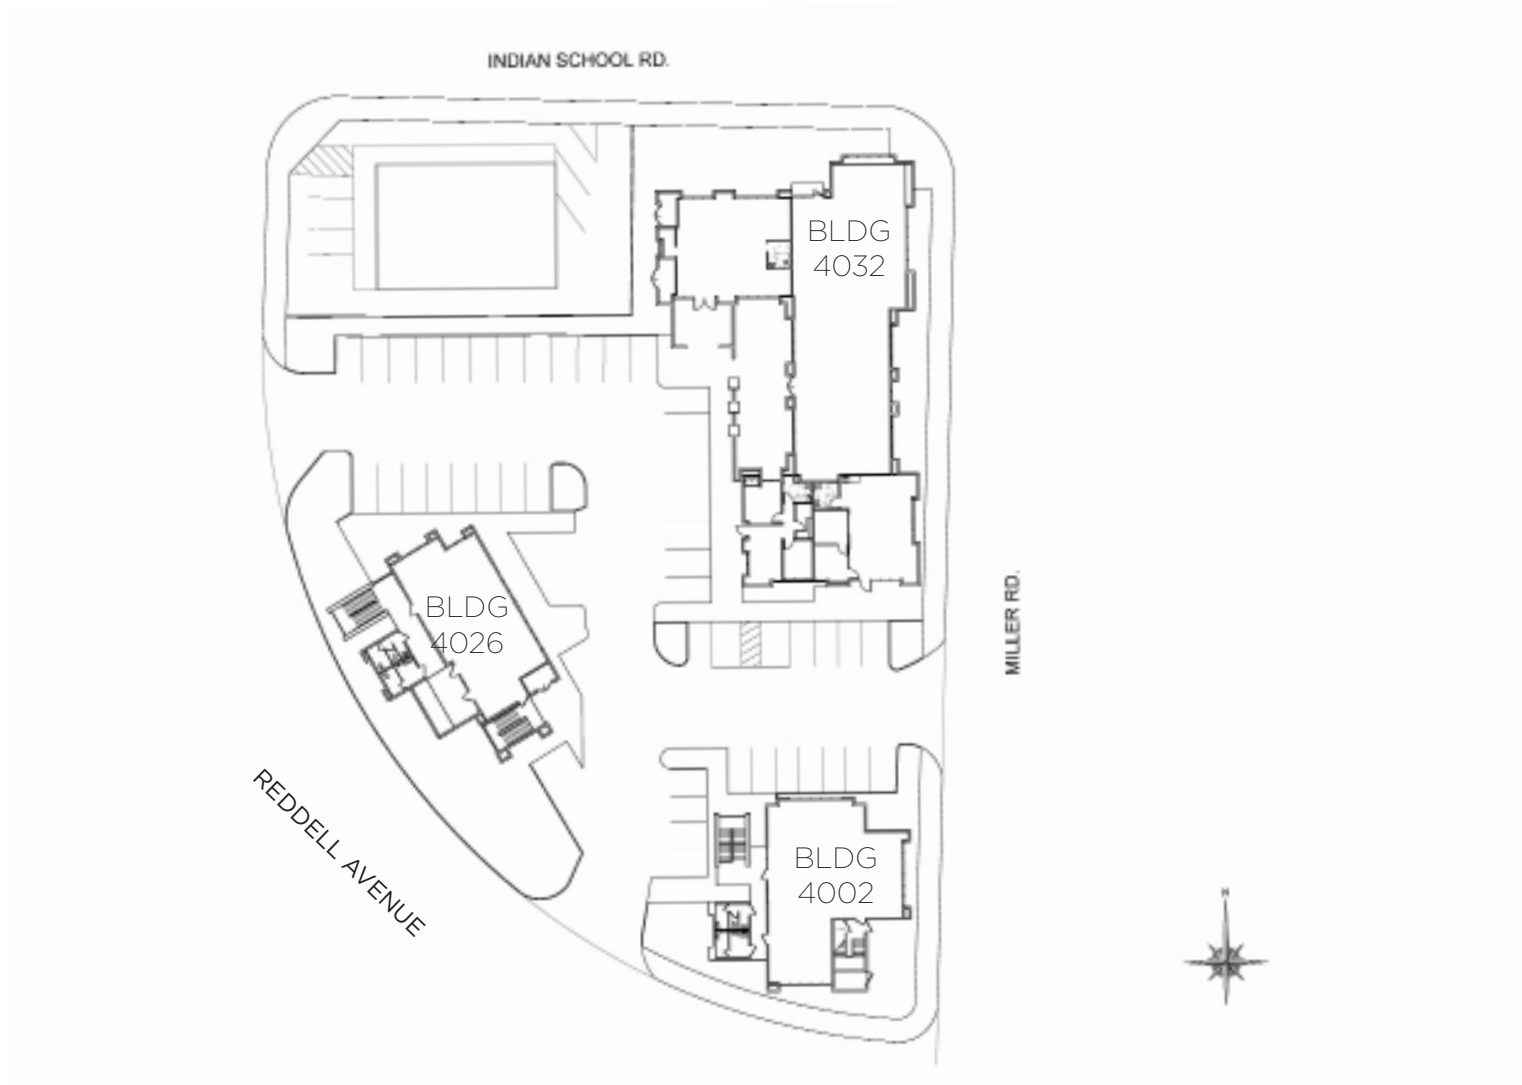 INDIAN SCHOOL RD.
BLDG
4032
BLDG
4026
MILLER RD.
REDDELL AVENUE
BLDG
4002
N